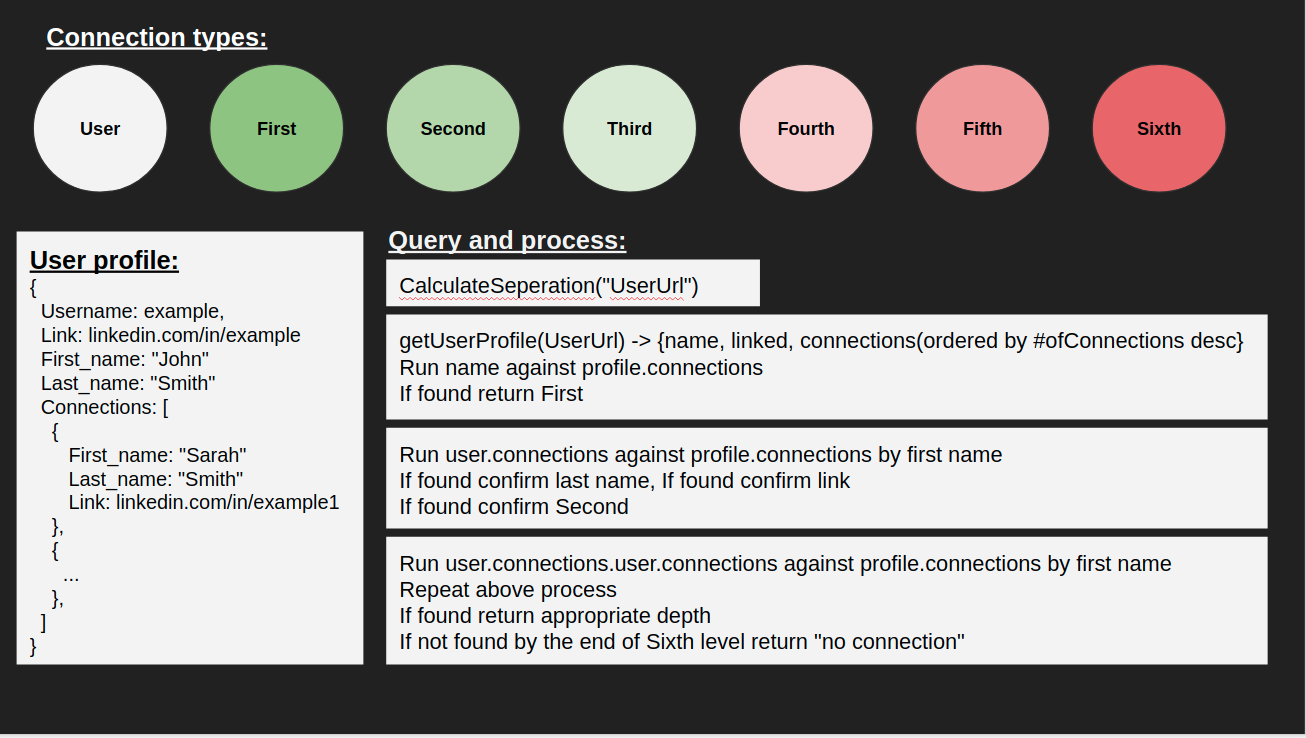 Connection types:
User
First
Second
Third
Fourth
Fifth
Sixth
User profile:
{
Username: example,
Link: linkedin.com/in/example
First_name: "John"
Last_name: "Smith"
Connections: [
{
First_name: "Sarah"
Last_name: "Smith"
Link: linkedin.com/in/example1
},
{
...
},
]
}
Query and process:
CalculateSeperation("UserUrl")
getUserProfile(UserUrl) -> {name, linked, connections(ordered by #ofConnections desc}
Run name against profile.connections
If found return First
Run user.connections against profile.connections by first name
If found confirm last name, If found confirm link
If found confirm Second
Run user.connections.user.connections against profile.connections by first name
Repeat above process
If found return appropriate depth
If not found by the end of Sixth level return "no connection"